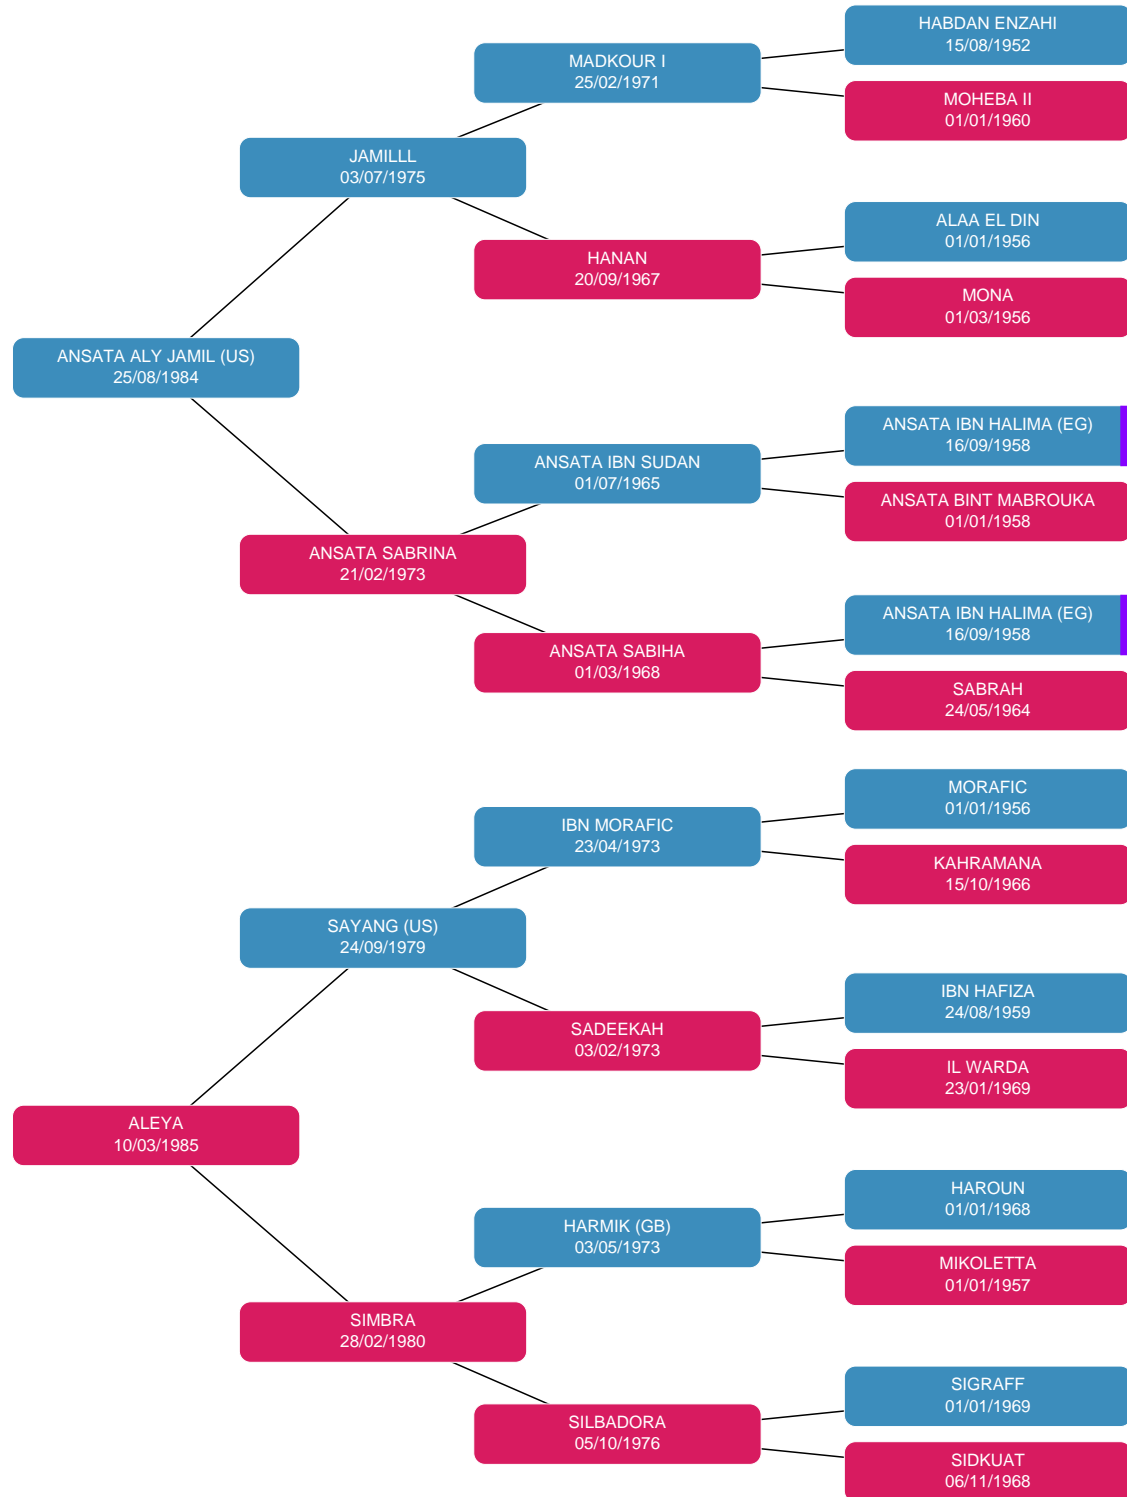 HABDAN ENZAHI
15/08/1952
MADKOUR I
25/02/1971
MOHEBA II
01/01/1960
JAMILLL
03/07/1975
ALAA EL DIN
01/01/1956
HANAN
20/09/1967
MONA
01/03/1956
ANSATA ALY JAMIL (US)
25/08/1984
ANSATA IBN HALIMA (EG)
16/09/1958
ANSATA IBN SUDAN
01/07/1965
ANSATA BINT MABROUKA
01/01/1958
ANSATA SABRINA
21/02/1973
ANSATA IBN HALIMA (EG)
16/09/1958
ANSATA SABIHA
01/03/1968
SABRAH
24/05/1964
MORAFIC
01/01/1956
IBN MORAFIC
23/04/1973
KAHRAMANA
15/10/1966
SAYANG (US)
24/09/1979
IBN HAFIZA
24/08/1959
SADEEKAH
03/02/1973
IL WARDA
23/01/1969
ALEYA
10/03/1985
HAROUN
01/01/1968
HARMIK (GB)
03/05/1973
MIKOLETTA
01/01/1957
SIMBRA
28/02/1980
SIGRAFF
01/01/1969
SILBADORA
05/10/1976
SIDKUAT
06/11/1968